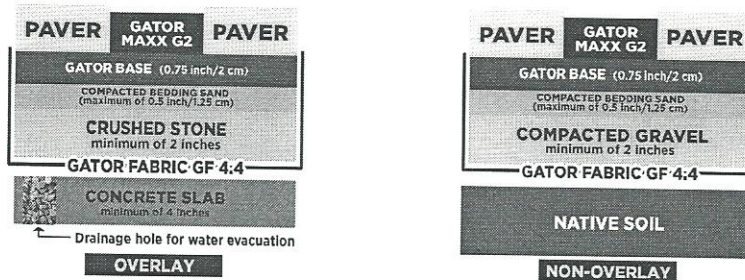 PAVER GATOR MAXX G2 PAVER
GATOR BASE (0.75 inch/2 cm)
COMPACTED BEDDING SAND
(maximum of 0.5 inch/1.25 cm)
CRUSHED STONE
minimum of 2 inches
GATOR FABRIC GF 4:4
CONCRETE SLAB
minimum of 4 inches
Drainage hole for water evacuation
OVERLAY
PAVER GATOR MAXX G2 PAVER
GATOR BASE (0.75 inch/2 cm)
COMPACTED BEDDING SAND
(maximum of 0.5 inch/1.25 cm)
COMPACTED GRAVEL
minimum of 2 inches
GATOR FABRIC GF 4:4
NATIVE SOIL
NON-OVERLAY